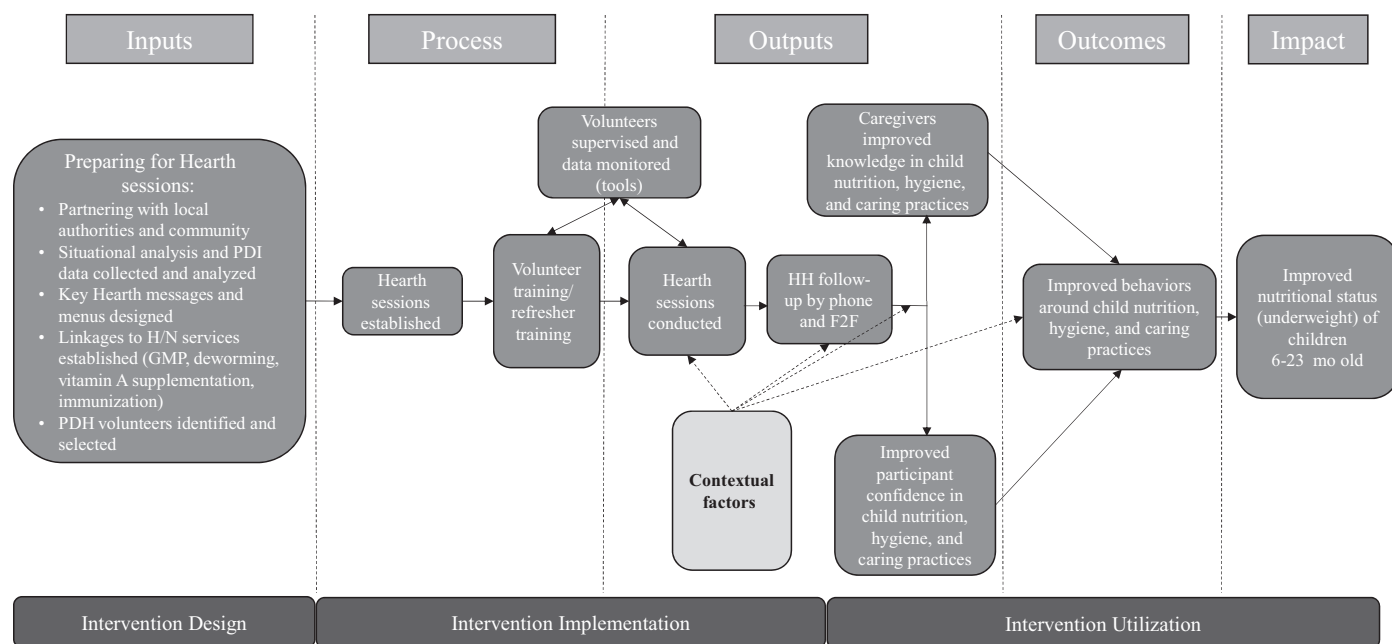 Inputs
Process
Outputs
Outcomes
Impact
Preparing for Hearth
sessions:
• Partnering with local
authorities and community
• Situational analysis and PDI
data collected and analyzed
• Key Hearth messages and
menus designed
• Linkages to H/N services
established (GMP, deworming,
vitamin A supplementation,
immunization)
• PDH volunteers identified and
selected
Hearth
sessions
established
Volunteers
supervised and
data monitored
(tools)
Volunteer
training/
refresher
training
Hearth
sessions
conducted
HH follow-
up by phone
and F2F
Caregivers
improved
knowledge in child
nutrition, hygiene,
and caring practices
Contextual
factors
Improved
participant
confidence in
child nutrition,
hygiene, and
caring practices
Improved behaviors
around child nutrition,
hygiene, and caring
practices
Improved
nutritional status
(underweight) of
children
6-23 mo old
Intervention Design
Intervention Implementation
Intervention Utilization